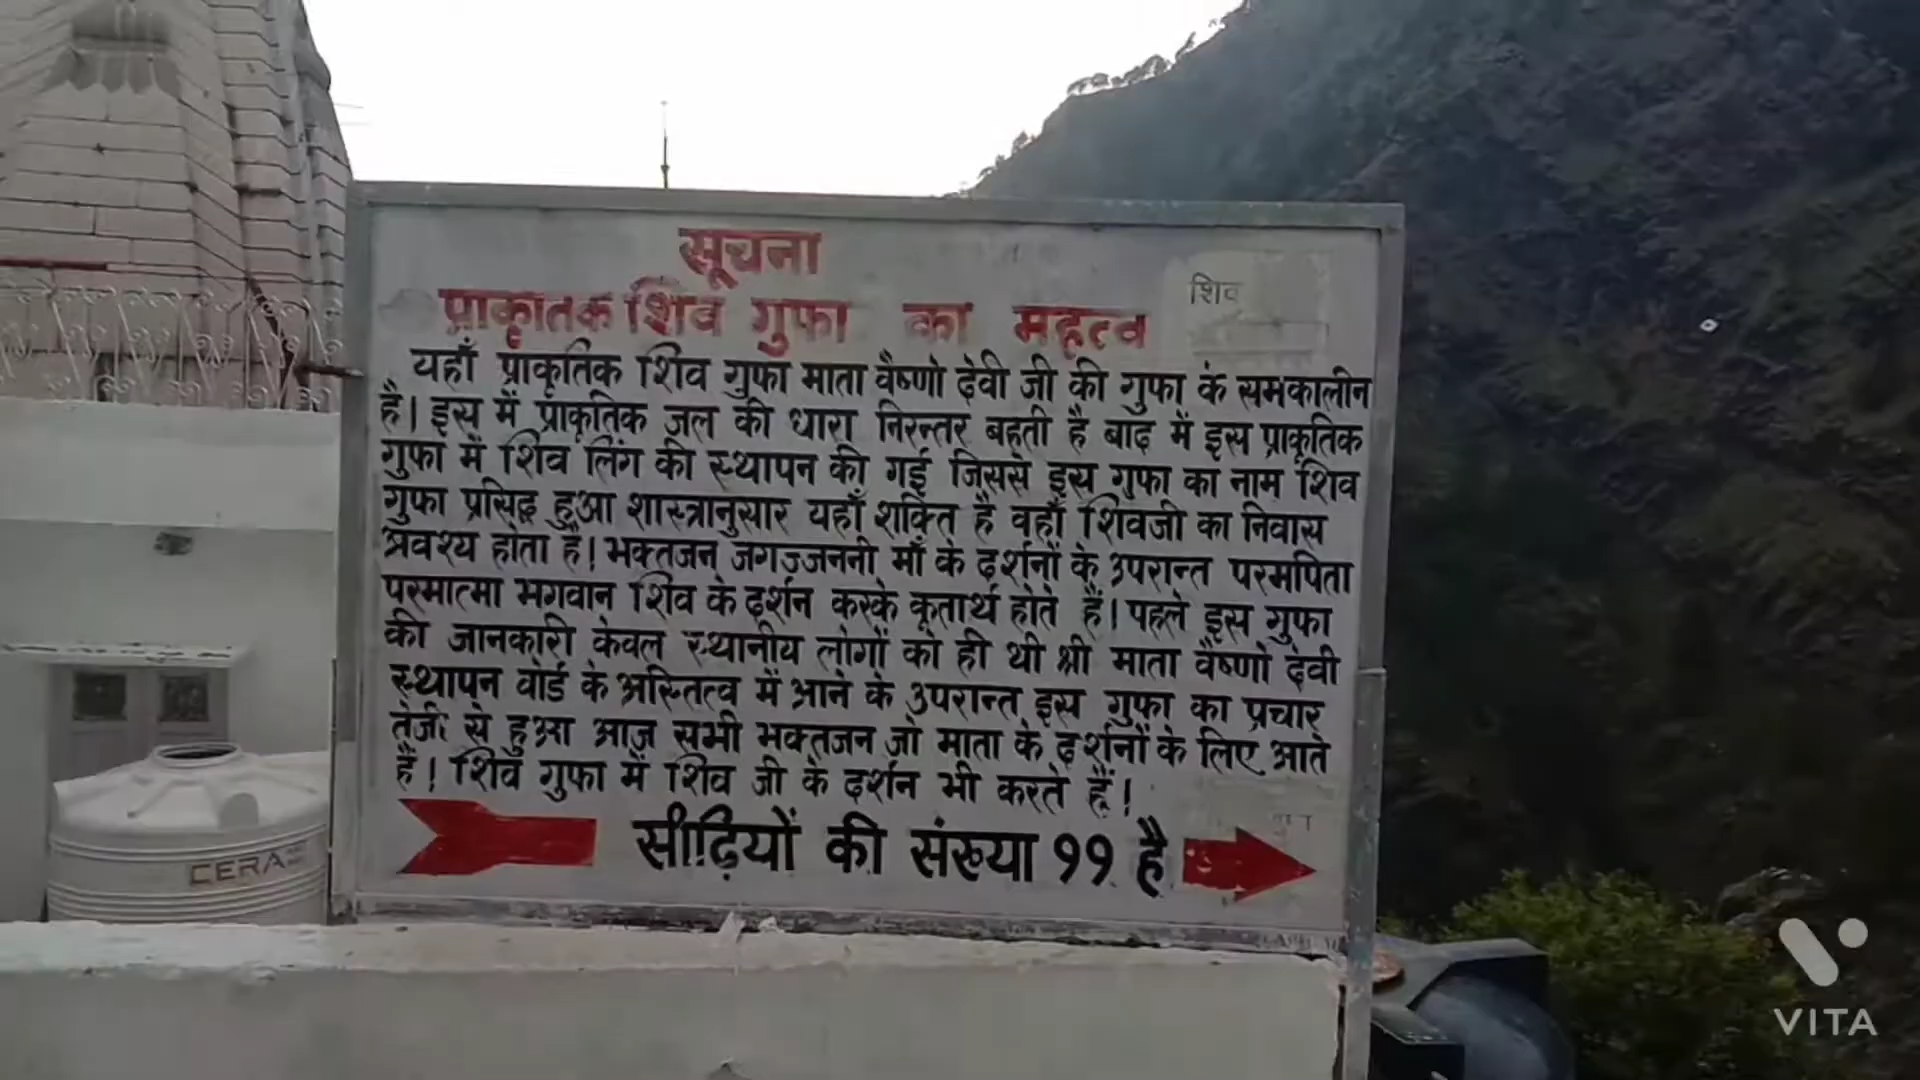 सूचना
प्राकृतक शिव गुफा का महत्व
शिव
यहाँ प्राकृतिक शिव गुफा माता वैष्णो देवी जी की गुफा के समकालीन
है। इस में प्राकृतिक जल की धारा निरन्तर बहती है बाद में इस प्राकृतिक
गुफा में शिव लिंग की स्थापन की गई जिससे इस गुफा का नाम शिव
गुफा प्रसिद्ध हुआ शास्त्रानुसार यहाँ शक्ति है वहाँ शिवजी का निवास
अवश्य होता है। भक्तजन जगज्जननी माँ के दर्शनों के उपरान्त परमपिता
परमात्मा भगवान शिव के दर्शन करके कृतार्थ होते हैं। पहले इस गुफा
की जानकारी केवल स्थानीय लोगों को ही थी श्री माता वैष्णो देवी
स्थापन बोर्ड के अस्तित्व में आने के उपरान्त इस गुफा का प्रचार
तेजी से हुआ आज सभी भक्तजन जो माता के दर्शनों के लिए आते
हैं। शिव गुफा में शिव जी के दर्शन भी करते हैं।
सीढ़ियों की संख्या ११ है
CERA
VITA